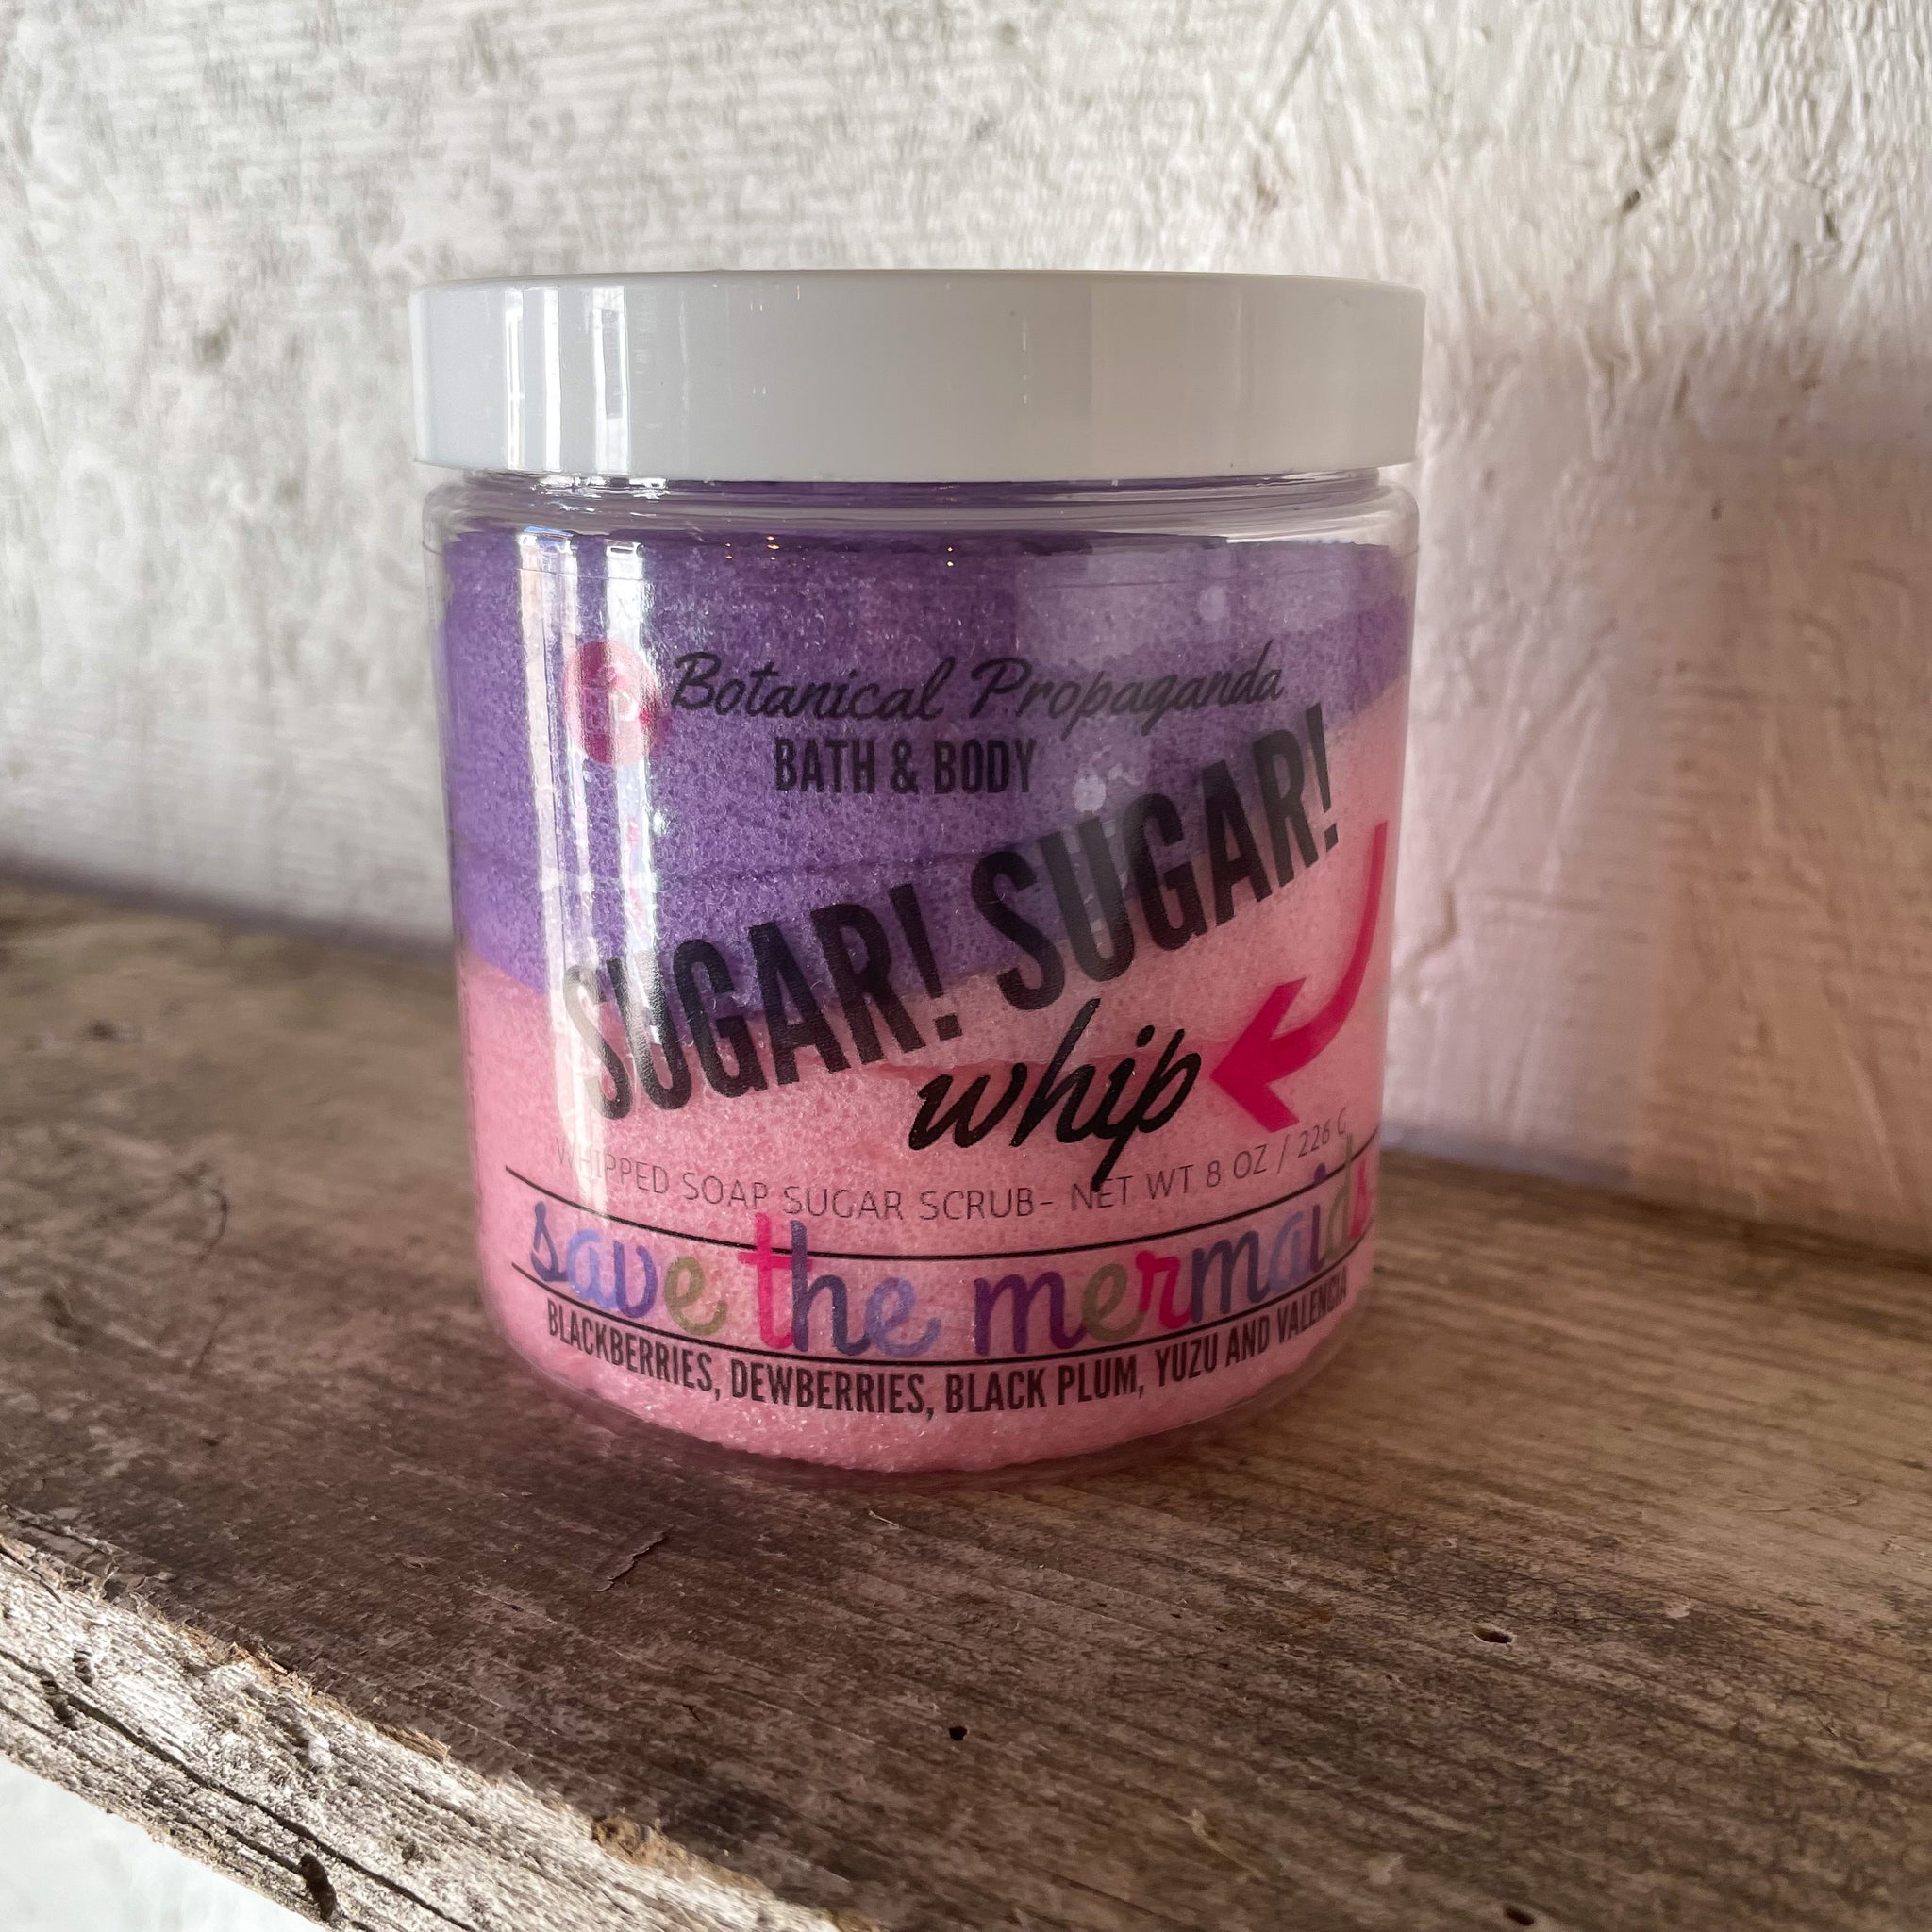 Botanical Propaganda
BATH & BODY
SUGAR! SUGAR!
whip
WHIPPED SOAP SUGAR SCRUB- NET WT 8 OZ / 226 G
save the mermaids
BLACKBERRIES, DEWBERRIES, BLACK PLUM, YUZU AND VALENCIA